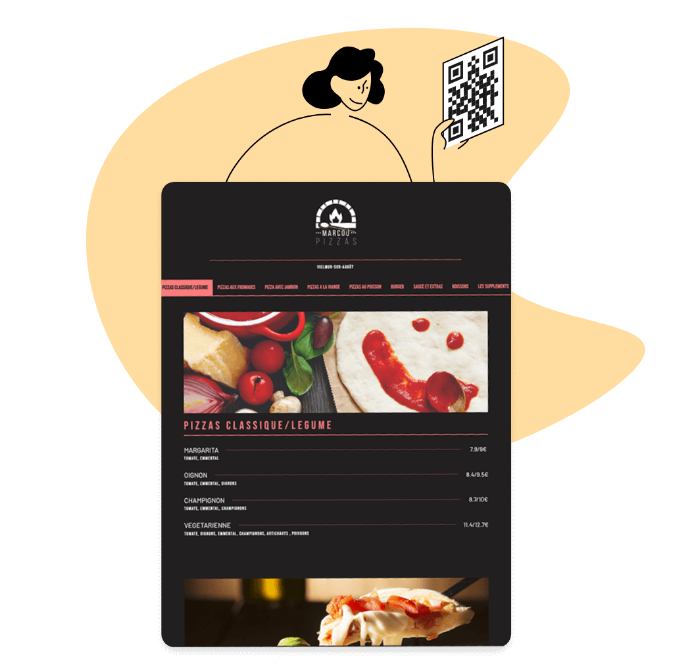 MARCOJ
PIZZAS
VIELMUR-SUR-AGOÛT
PIZZAS CLASSIQUE/LEGUME PIZZAS AUX FROMAGES PIZZA AVEC JAMBON PIZZAS A LA VIANDE PIZZAS AU POISSON BURGER SAUCE ET EXTRAS BOISSONS LES SUPPLEMENTS
PIZZAS CLASSIQUE/LEGUME
MARGARITA 7.9/9€
TOMATE, EMMENTAL
OIGNON 8.4/9.5€
TOMATE, EMMENTAL, OIGNONS
CHAMPIGNON 8.7/10€
TOMATE, EMMENTAL, CHAMPIGNONS
VEGETARIENNE 11.4/12.7€
TOMATE, OIGNONS, EMMENTAL, CHAMPIGNONS, ARTICHAUTS , POIVRONS